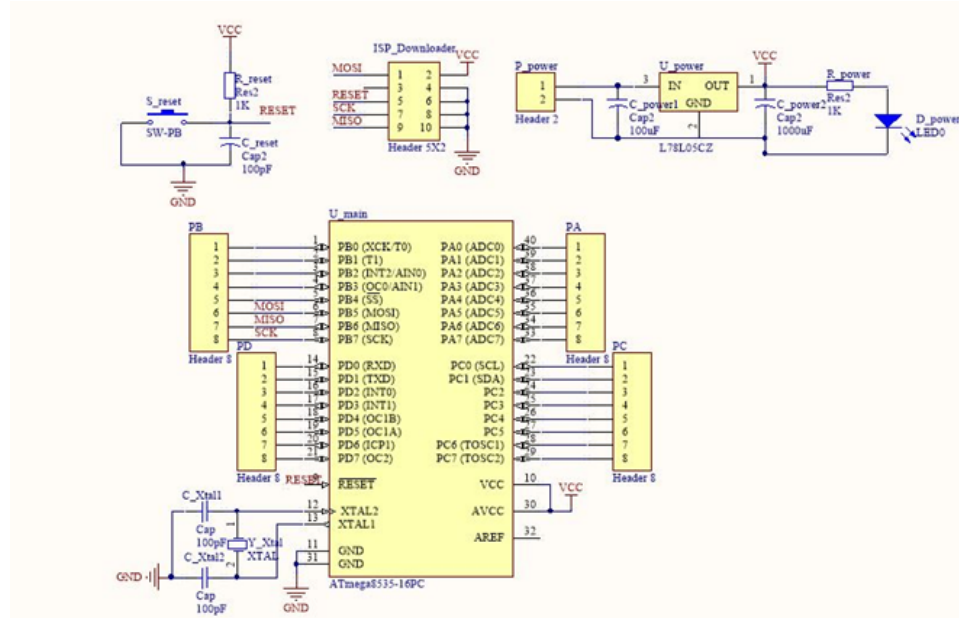 VCC
R_reset
Res2
1K
S_reset
SW-PB
RESET
C_reset
Cap2
100pF
GND
ISP_Downloader
VCC
MOSI
RESET
SCK
MISO
1 2
3 4
5 6
7 8
9 10
Header 5X2
GND
P_power
1
2
Header 2
U_power
3 IN OUT 1
GND
2
L78L05CZ
C_power1
Cap2
100uF
VCC
C_power2
Cap2
1000uF
R_power
Res2
1K
D_power
LED0
U_main
PB
1
2
3
4
5
6
7
8
Header 8
MOSI
MISO
SCK
1 PB0 (XCK/T0)
PB1 (T1)
PB2 (INT2/AIN0)
PB3 (OC0/AIN1)
PB4 (SS)
PB5 (MOSI)
PB6 (MISO)
PB7 (SCK)
PD
1
2
3
4
5
6
7
8
Header 8
14 PD0 (RXD)
15 PD1 (TXD)
16 PD2 (INT0)
17 PD3 (INT1)
18 PD4 (OC1B)
19 PD5 (OC1A)
20 PD6 (ICP1)
21 PD7 (OC2)
RESET 9 RESET
12 XTAL2
13 XTAL1
11 GND
31 GND
GND
ATmega8535-16PC
PA0 (ADC0) 40
PA1 (ADC1)
PA2 (ADC2)
PA3 (ADC3)
PA4 (ADC4)
PA5 (ADC5)
PA6 (ADC6)
PA7 (ADC7) 33
PA
1
2
3
4
5
6
7
8
Header 8
PC0 (SCL) 22
PC1 (SDA)
PC2
PC3
PC4
PC5
PC6 (TOSC1)
PC7 (TOSC2)
PC
1
2
3
4
5
6
7
8
Header 8
VCC 10
AVCC 30
AREF 32
VCC
C_Xtal1
Cap
100pF
1
Y_Xtal
XTAL
2
C_Xtal2
Cap
100pF
GND